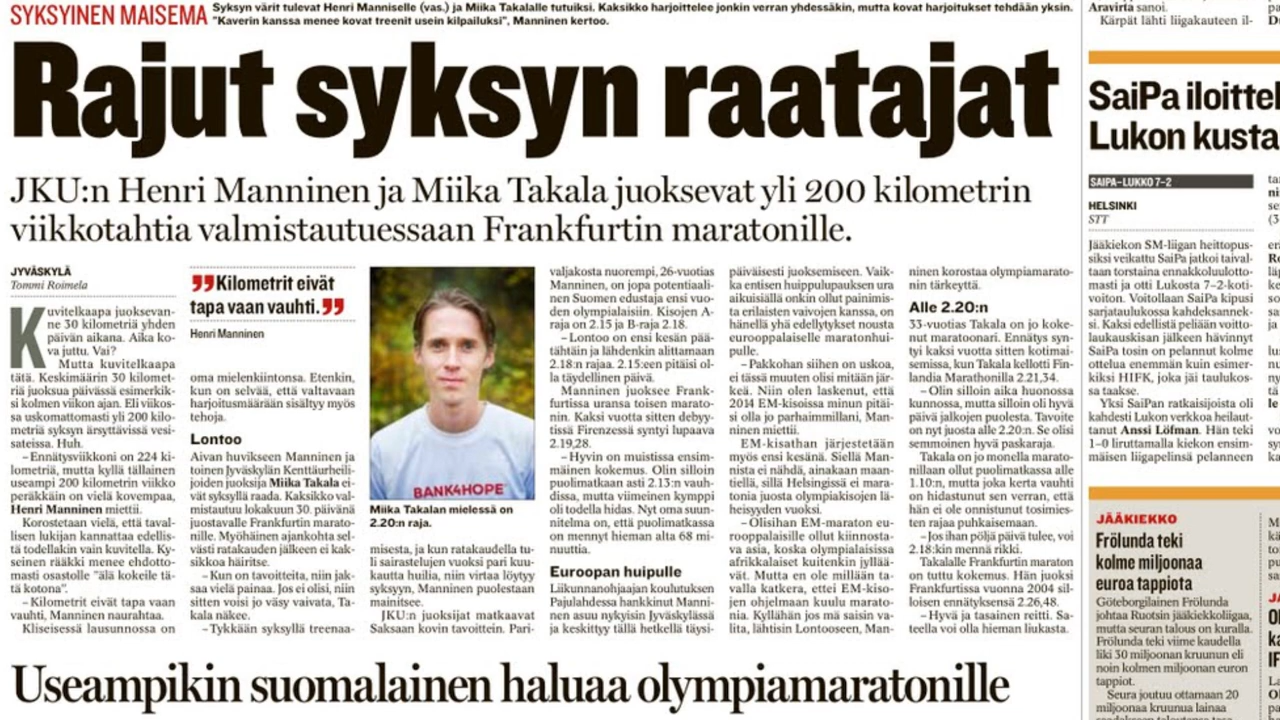 SYKSYINEN MAISEMA Syksyn värit tulevat Henri Manniselle (vas.) ja Miika Takalalle tutuiksi. Kaksikko harjoittelee jonkin verran yhdessäkin, mutta kovat harjoitukset tehdään yksin.
"Kaverin kanssa menee kovat treenit usein kilpailuksi", Manninen kertoo.
Rajut syksyn raatajat
JKU:n Henri Manninen ja Miika Takala juoksevat yli 200 kilometrin
viikkotahtia valmistautuessaan Frankfurtin maratonille.
JYVÄSKYLÄ
Tommi Roimela
Kuvitelkaapa juoksevan-
ne 30 kilometriä yhden
päivän aikana. Aika ko-
va juttu. Vai?
Mutta kuvitelkaapa
tätä. Keskimäärin 30 kilomet-
riä juoksua päivässä esimerkik-
si kolmen viikon ajan. Eli viikos-
sa uskomattomasti yli 200 kilo-
metriä syksyn ärsyttävissä vesi-
sateissa. Huh.
–Ennätysviikkoni on 224 ki-
lometriä, mutta kyllä tällainen
useampi 200 kilometrin viikko
peräkkäin on vielä kovempaa,
Henri Manninen miettii.
Korostetaan vielä, että taval-
lisen lukijan kannattaa edellis-
tä todellakin vain kuvitella. Ky-
seinen rääkki menee ehdotto-
masti osastolle "älä kokeile tä-
tä kotona".
–Kilometrit eivät tapa vaan
vauhti, Manninen naurahtaa.
Kliseisessä lausunnossa on
"Kilometrit eivät
tapa vaan vauhti."
Henri Manninen
oma mielenkiintonsa. Etenkin,
kun on selvää, että valtavaan
harjoitusmäärään sisältyy myös
tehoja.
Lontoo
Aivan huvikseen Manninen ja
toinen Jyväskylän Kenttäurheili-
joiden juoksija Miika Takala ei-
vät syksyllä raada. Kaksikko val-
mistautuu lokakuun 30. päivänä
juostavalle Frankfurtin marato-
nille. Myöhäinen ajankohta sel-
västi ratakauden jälkeen ei kak-
sikkoa häiritse.
–Kun on tavoitteita, niin jak-
saa vielä painaa. Jos ei olisi, niin
sitten voisi jo väsy vaivata, Ta-
kala näkee.
–Tykkään syksyllä treenaa-
BANK4HOPE
Miika Takalan mielessä on
2.20:n raja.
misesta, ja kun ratakaudella tu-
li sairastelujen vuoksi pari kuu-
kautta huilia, niin virtaa löytyy
syksyyn, Manninen puolestaan
mainitsee.
JKU:n juoksijat matkaavat
Saksaan kovin tavoittein. Pari-
valjakosta nuorempi, 26-vuotias
Manninen, on jopa potentiaali-
nen Suomen edustaja ensi vuo-
den olympialaisiin. Kisojen A-
raja on 2.15 ja B-raja 2.18.
–Lontoo on ensi kesän pää-
tähtäin ja lähdenkin alittamaan
2.18:n rajaa. 2.15:een pitäisi ol-
la täydellinen päivä.
Manninen juoksee Frank-
furtissa uransa toisen marato-
nin. Kaksi vuotta sitten debyy-
tissä Firenzessä syntyi lupaava
2.19,28.
–Hyvin on muistissa ensim-
mäinen kokemus. Olin silloin
puolimatkaan asti 2.13:n vauh-
dissa, mutta viimeinen kymppi
oli todella hidas. Nyt oma suun-
nitelma on, että puolimatkassa
on mennyt hieman alta 68 mi-
nuuttia.
Euroopan huipulle
Liikunnanohjaajan koulutuksen
Pajulahdessa hankkinut Manni-
nen asuu nykyisin Jyväskylässä
ja keskittyy tällä hetkellä täysi-
päiväisesti juoksemiseen. Vaik-
ka entisen huippulupauksen ura
aikuisiällä onkin ollut painimis-
ta erilaisten vaivojen kanssa, on
hänellä yhä edellytykset nousta
eurooppalaiselle maratonhui-
pulle.
–Pakkohan siihen on uskoa,
ei tässä muuten olisi mitään jär-
keä. Niin olen laskenut, että
2014 EM-kisoissa minun pitäi-
si olla jo parhaimmillani, Man-
ninen miettii.
EM-kisathan järjestetään
myös ensi kesänä. Siellä Man-
nista ei nähdä, ainakaan maan-
tiellä, sillä Helsingissä ei mara-
tonia juosta olympiakisojen lä-
heisyyden vuoksi.
–Olisihan EM-maraton eu-
rooppalaisille ollut kiinnosta-
va asia, koska olympialaisissa
afrikkalaiset kuitenkin jyllää-
vät. Mutta en ole millään ta-
valla katkera, ettei EM-kiso-
jen ohjelmaan kuulu marato-
nia. Kyllähän jos mä saisin va-
lita, lähtisin Lontooseen, Man-
ninen korostaa olympiamarato-
nin tärkeyttä.
Alle 2.20:n
33-vuotias Takala on jo koke-
nut maratoonari. Ennätys syn-
tyi kaksi vuotta sitten kotimai-
semissa, kun Takala kellotti Fin-
landia Marathonilla 2.21,34.
–Olin silloin aika huonossa
kunnossa, mutta silloin oli hyvä
päivä jalkojen puolesta. Tavoite
on nyt juosta alle 2.20:n. Se olisi
semmoinen hyvä paskaraja.
Takala on jo monella marato-
nillaan ollut puolimatkassa alle
1.10:n, mutta joka kerta vauhti
on hidastunut sen verran, että
hän ei ole onnistunut tosimies-
ten rajaa puhkaisemaan.
–Jos ihan pöljä päivä tulee, voi
2.18:kin mennä rikki.
Takalalle Frankfurtin maraton
on tuttu kokemus. Hän juoksi
Frankfurtissa vuonna 2004 sil-
loisen ennätyksensä 2.26,48.
–Hyvä ja tasainen reitti. Sa-
teella voi olla hieman liukasta.
Useampikin suomalainen haluaa olympiamaratonille
Aravirta sanoi.
Kärpät lähti liigakauteen il-
SaiPa iloittel
Lukon kusta
SAIPA–LUKKO 7–2
HELSINKI
STT
Jääkiekon SM-liigan heittopus-
siksi veikattu SaiPa jatkoi taival-
taan torstaina ennakkoluulotto-
masti ja otti Lukosta 7–2-koti-
voiton. Voitollaan SaiPa kipusi
sarjataulukossa kahdeksannek-
si. Kaksi edellistä peliään voitto-
laukauskisan jälkeen hävinnyt
SaiPa tosin on pelannut kolme
ottelua enemmän kuin esimer-
kiksi HIFK, joka jäi taulukos-
sa taakse.
Yksi SaiPan ratkaisijoista oli
kahdesti Lukon verkkoa heilaut-
tanut Anssi Löfman. Hän teki
1–0 liruttamalla kiekon ensim-
mäisen liigapelinsä pelanneen
JÄÄKIEKKO
Frölunda teki
kolme miljoonaa
euroa tappiota
Göteborgilainen Frölunda
johtaa Ruotsin jääkiekkoliigaa,
mutta seuran talous on kuralla.
Frölunda teki viime kaudella
liki 30 miljoonan kruunun eli
noin kolmen miljoonan euron
tappiot.
Seura joutuu ottamaan 20
miljoonaa kruunua lainaa